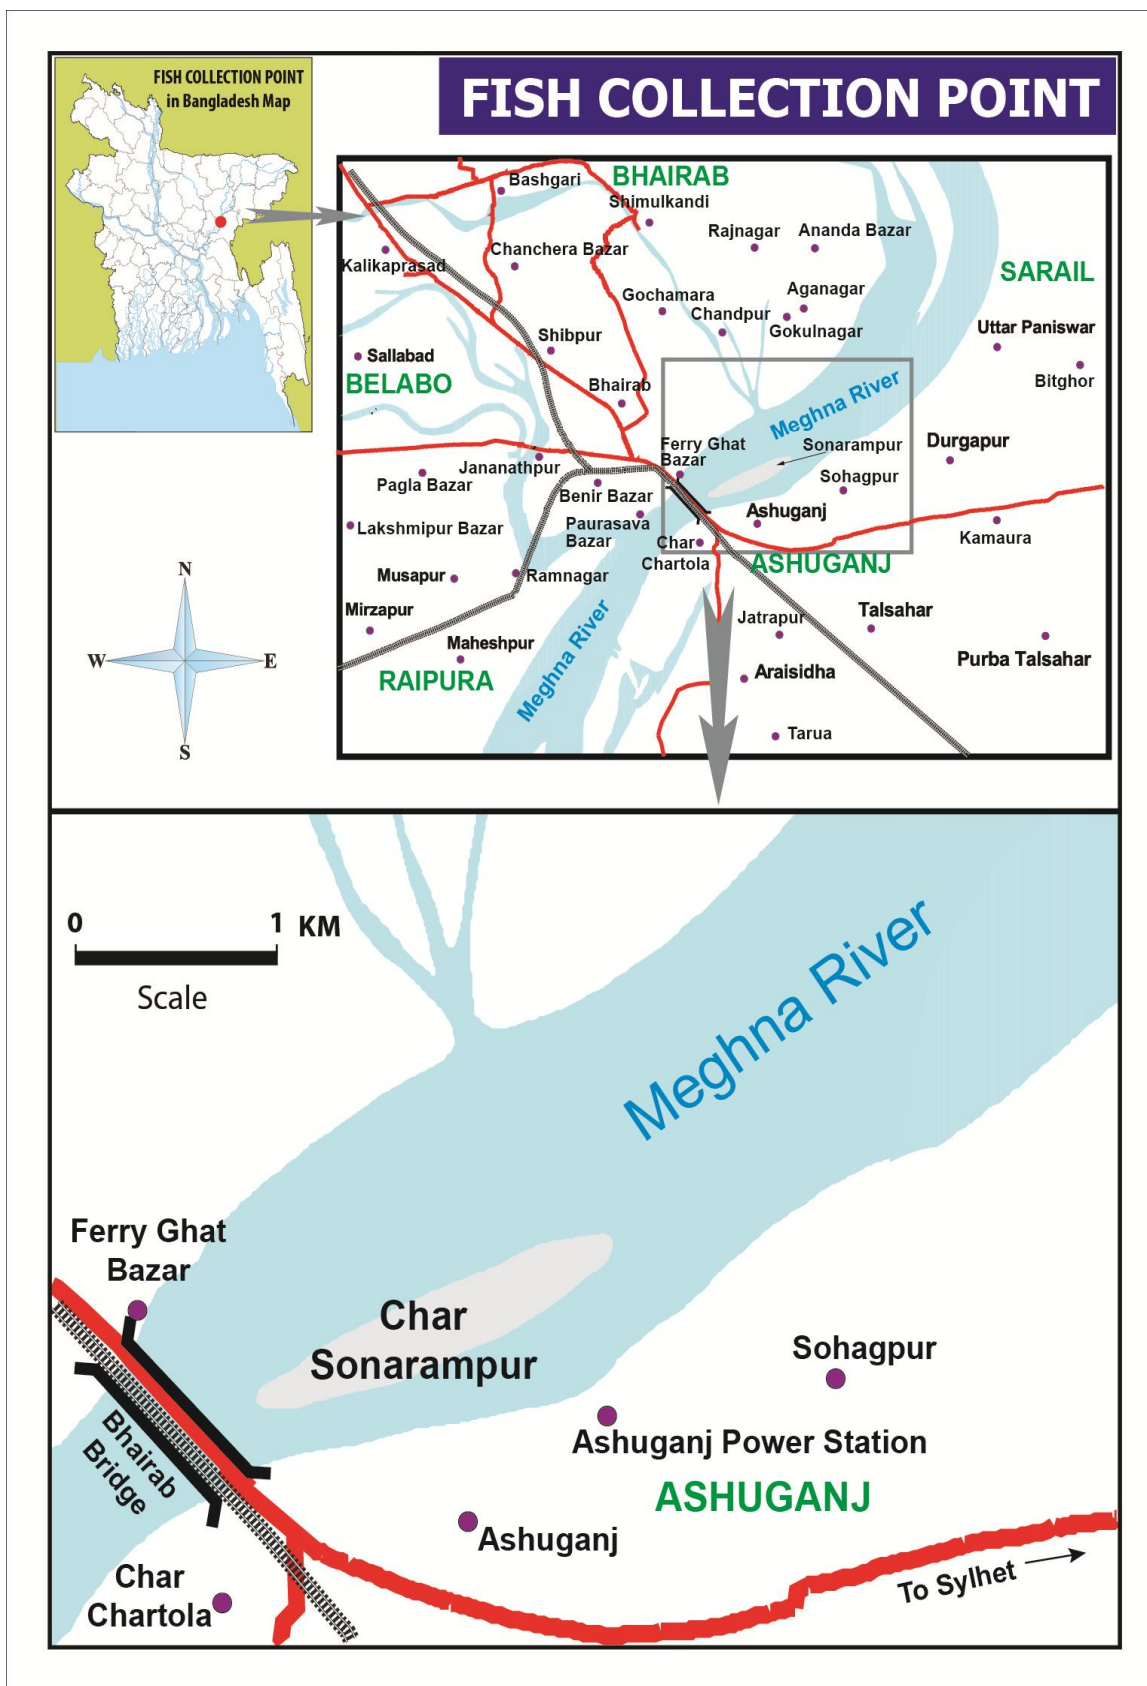 FISH COLLECTION POINT
in Bangladesh Map
FISH COLLECTION POINT
BHAIRAB
Bashgari
Shimulkandi
Rajnagar
Ananda Bazar
Kalikaprasad
Chanchera Bazar
SARAIL
Gochamara
Aganagar
Chandpur
Gokulnagar
Shibpur
Uttar Paniswar
Sallabad
BELABO
Bhairab
Bitghor
Meghna River
Ferry Ghat
Bazar
Sonarampur
Durgapur
Jananathpur
Pagla Bazar
Sohagpur
Benir Bazar
Lakshmipur Bazar
Paurasava
Bazar
Ashuganj
Kamaura
Char
Chartola
ASHUGANJ
Musapur
Ramnagar
Mirzapur
Jatrapur
Talsahar
Maheshpur
Purba Talsahar
RAIPURA
Meghna River
Araisidha
Tarua
N
W
E
S
0 1 KM
Scale
Meghna River
Ferry Ghat
Bazar
Char
Sonarampur
Sohagpur
Bhairab
Bridge
Ashuganj Power Station
ASHUGANJ
Ashuganj
Char
Chartola
To Sylhet